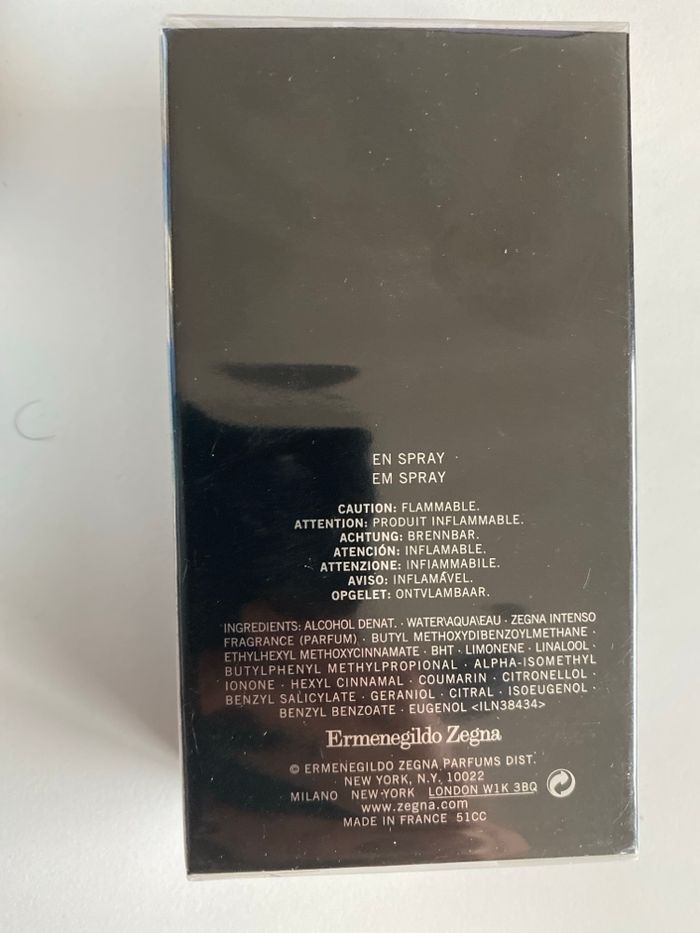 EN SPRAY
EM SPRAY
CAUTION: FLAMMABLE.
ATTENTION: PRODUIT INFLAMMABLE.
ACHTUNG: BRENNBAR.
ATENCIÓN: INFLAMABLE.
ATTENZIONE: INFIAMMABILE.
AVISO: INFLAMÁVEL.
OPGELET: ONTVLAMBAAR.
INGREDIENTS: ALCOHOL DENAT. · WATER\AQUA\EAU · ZEGNA INTENSO
FRAGRANCE (PARFUM) · BUTYL METHOXYDIBENZOYLMETHANE ·
ETHYLHEXYL METHOXYCINNAMATE · BHT · LIMONENE · LINALOOL ·
BUTYLPHENYL METHYLPROPIONAL · ALPHA-ISOMETHYL
IONONE · HEXYL CINNAMAL · COUMARIN · CITRONELLOL ·
BENZYL SALICYLATE · GERANIOL · CITRAL · ISOEUGENOL ·
BENZYL BENZOATE · EUGENOL <ILN38434>
Ermenegildo Zegna
© ERMENEGILDO ZEGNA PARFUMS DIST.
NEW YORK, N.Y. 10022
MILANO NEW-YORK LONDON W1K 3BQ
www.zegna.com
MADE IN FRANCE 51CC